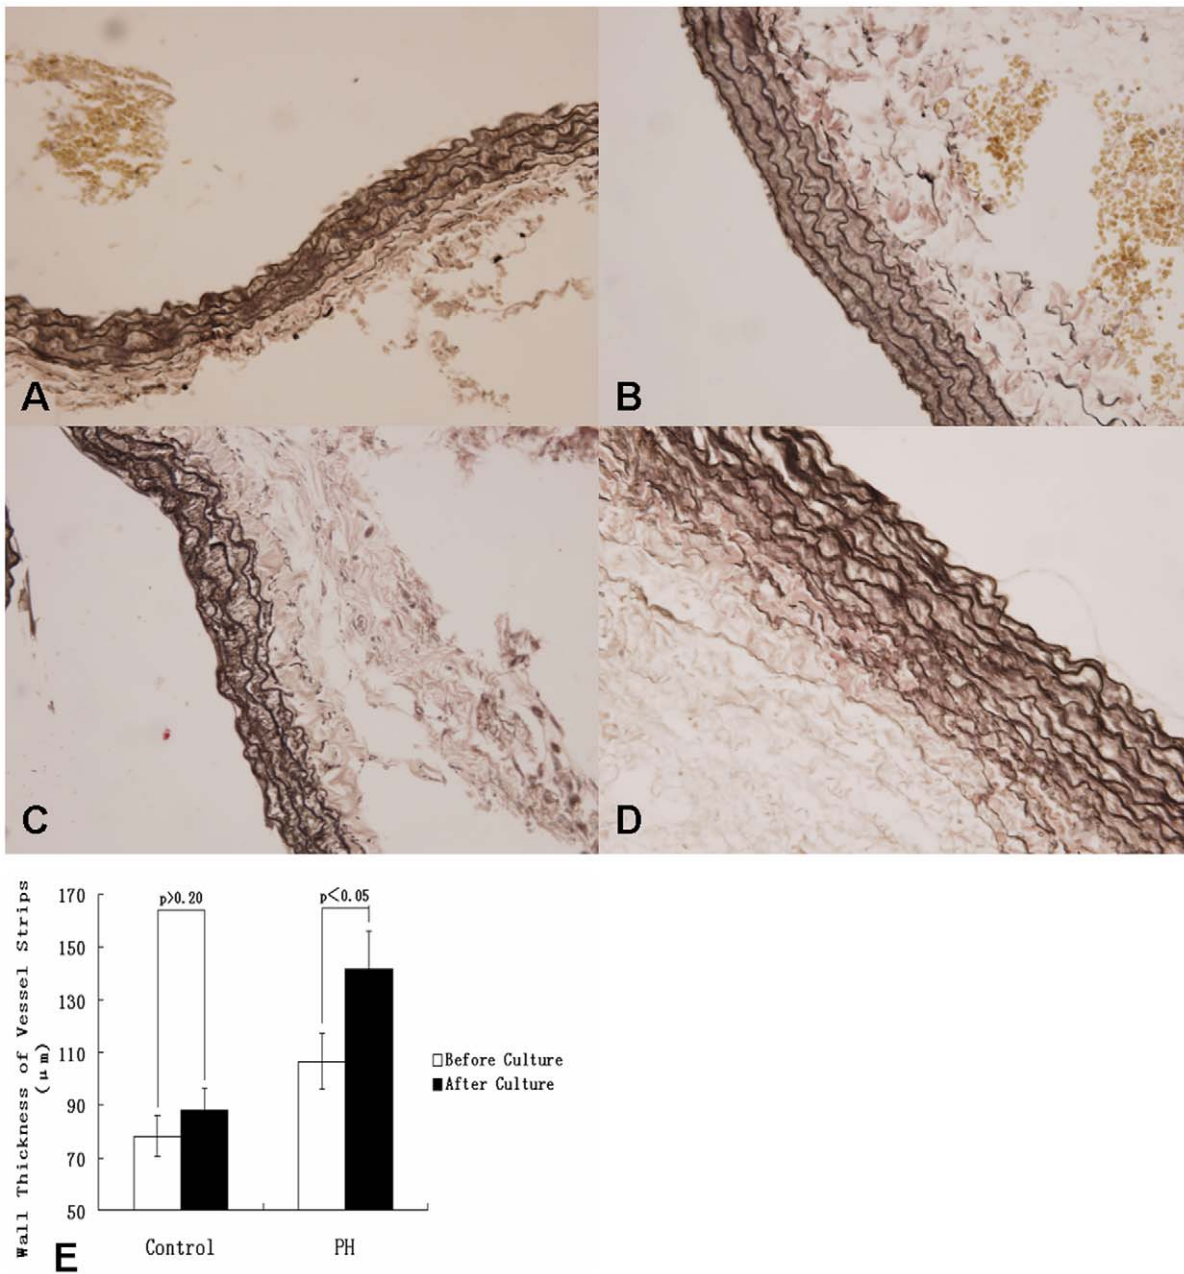 A
B
C
D
Wall Thickness of Vessel Strips
(μm)
170
150
130
110
90
70
50
p>0.20
p<0.05
Before Culture
After Culture
Control
PH
E